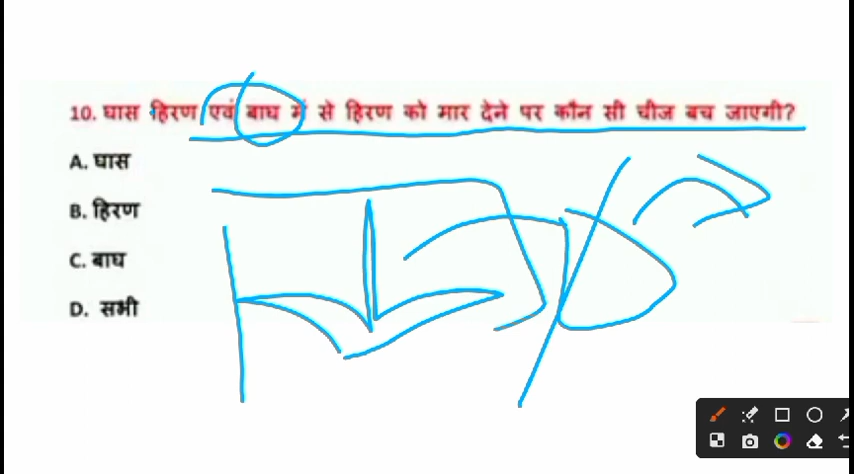 10. घास हिरण एवं बाघ में से हिरण को मार देने पर कौन सी चीज बच जाएगी?
A. घास
B. हिरण
C. बाघ
D. सभी